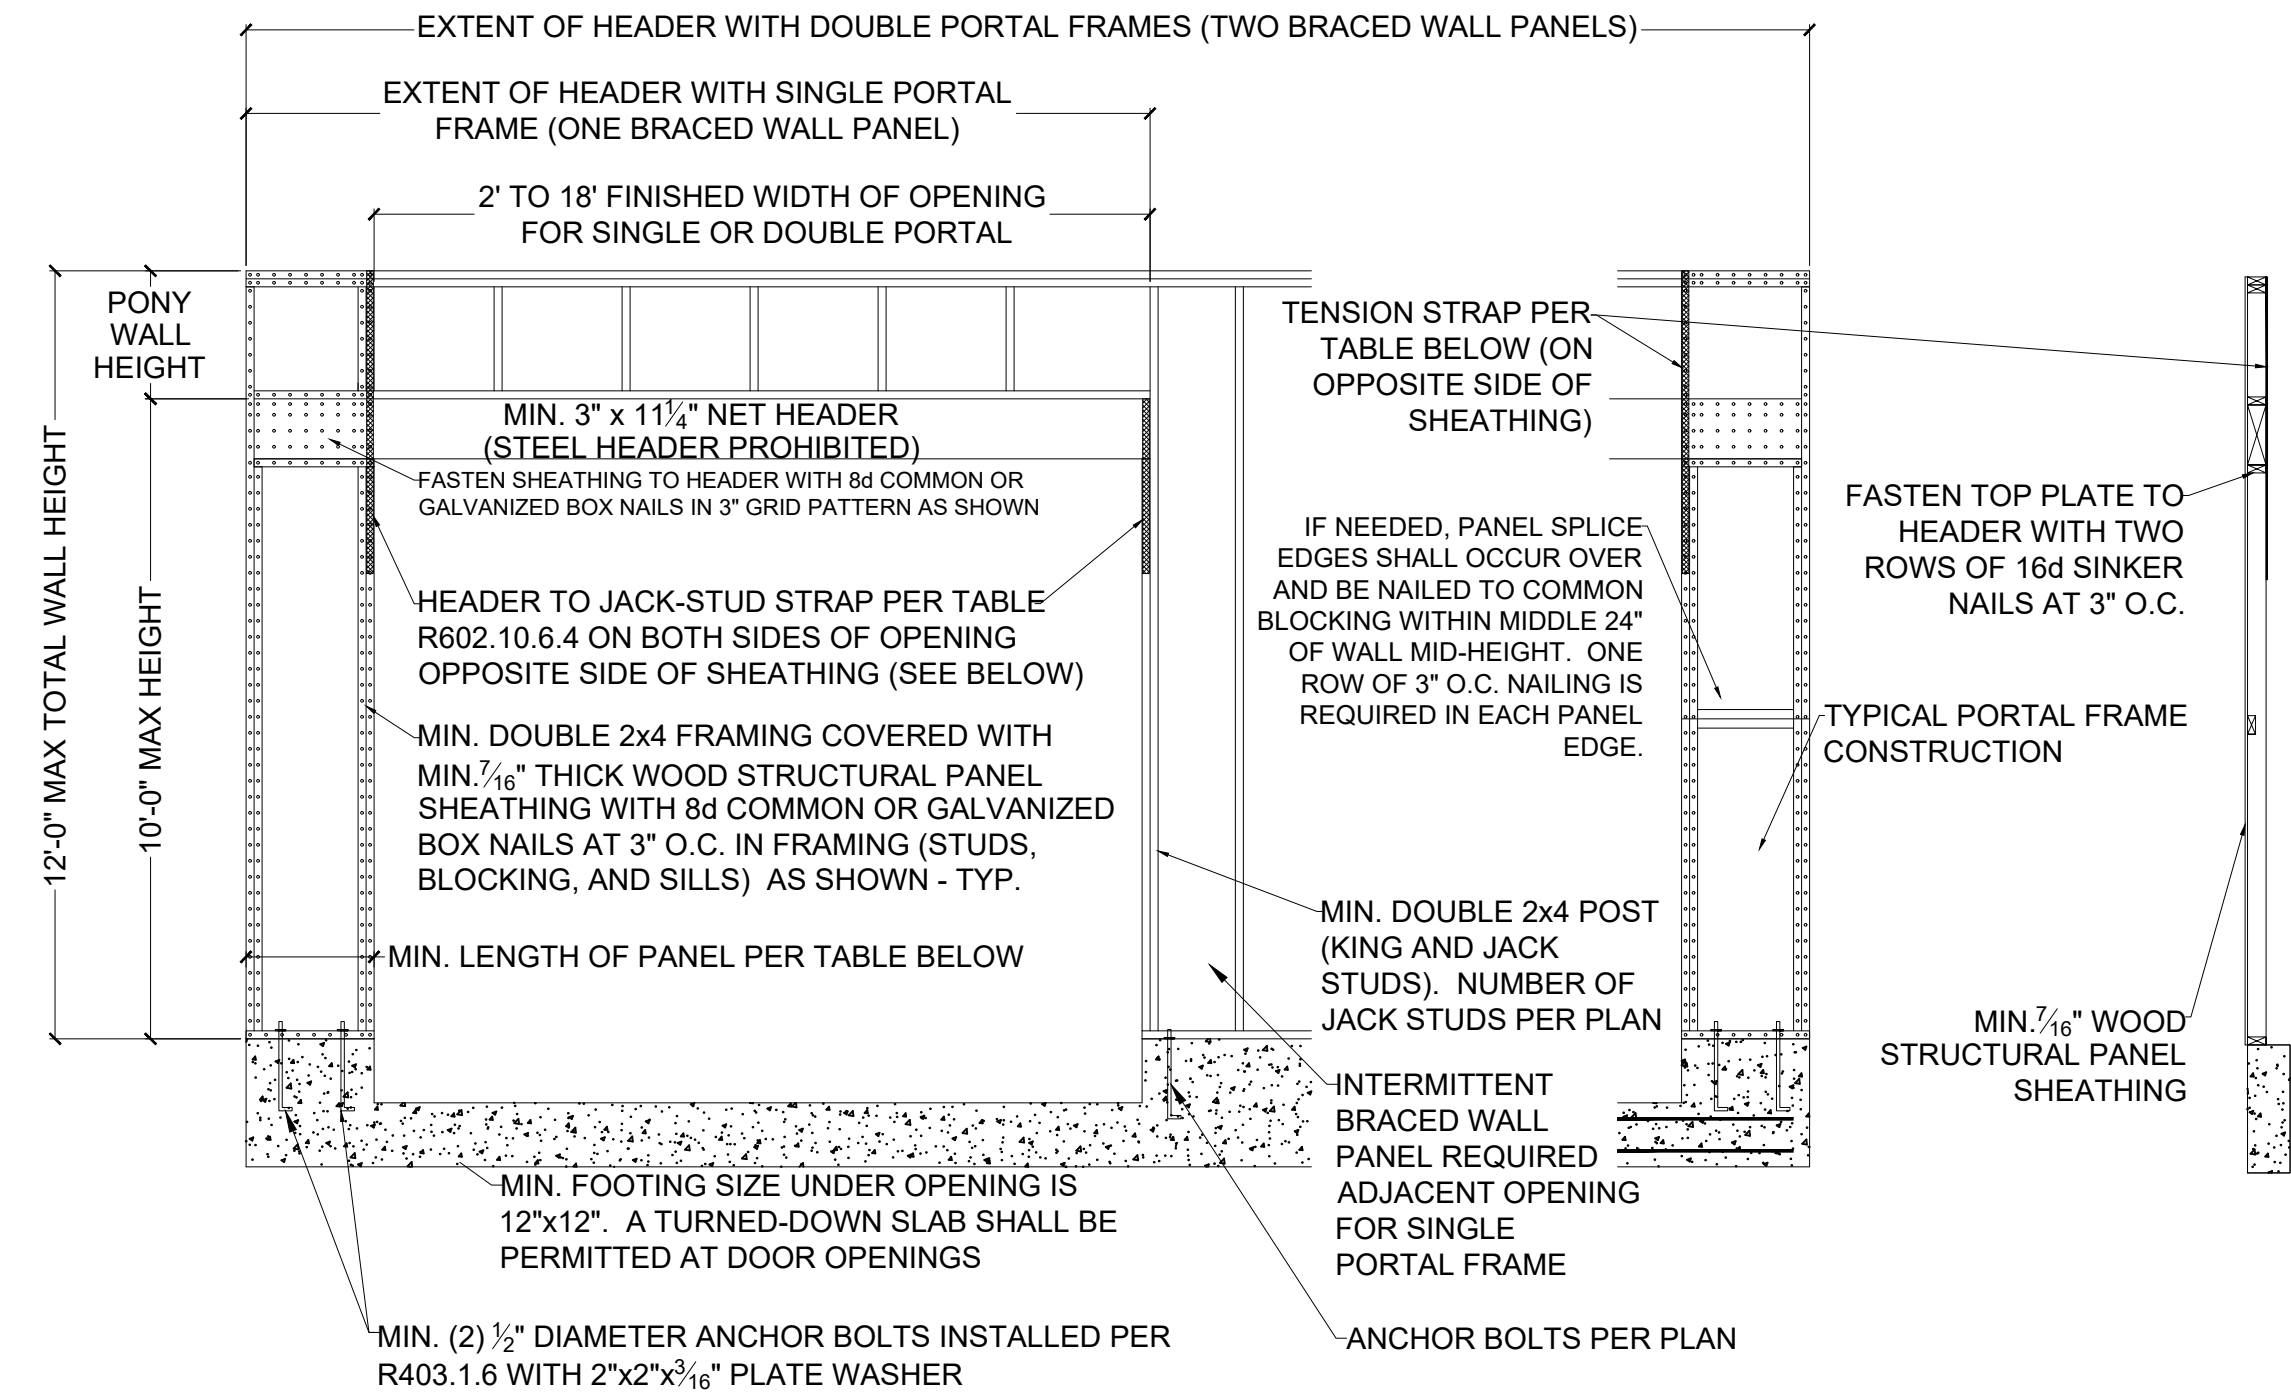 EXTENT OF HEADER WITH DOUBLE PORTAL FRAMES (TWO BRACED WALL PANELS)
EXTENT OF HEADER WITH SINGLE PORTAL
FRAME (ONE BRACED WALL PANEL)
2' TO 18' FINISHED WIDTH OF OPENING
FOR SINGLE OR DOUBLE PORTAL
PONY
WALL
HEIGHT
12'-0" MAX TOTAL WALL HEIGHT
10'-0" MAX HEIGHT
MIN. 3" x 11¼" NET HEADER
(STEEL HEADER PROHIBITED)
FASTEN SHEATHING TO HEADER WITH 8d COMMON OR
GALVANIZED BOX NAILS IN 3" GRID PATTERN AS SHOWN
HEADER TO JACK-STUD STRAP PER TABLE
R602.10.6.4 ON BOTH SIDES OF OPENING
OPPOSITE SIDE OF SHEATHING (SEE BELOW)
MIN. DOUBLE 2x4 FRAMING COVERED WITH
MIN.7⁄16" THICK WOOD STRUCTURAL PANEL
SHEATHING WITH 8d COMMON OR GALVANIZED
BOX NAILS AT 3" O.C. IN FRAMING (STUDS,
BLOCKING, AND SILLS) AS SHOWN - TYP.
MIN. LENGTH OF PANEL PER TABLE BELOW
MIN. FOOTING SIZE UNDER OPENING IS
12"x12". A TURNED-DOWN SLAB SHALL BE
PERMITTED AT DOOR OPENINGS
MIN. (2) ½" DIAMETER ANCHOR BOLTS INSTALLED PER
R403.1.6 WITH 2"x2"x3⁄16" PLATE WASHER
TENSION STRAP PER
TABLE BELOW (ON
OPPOSITE SIDE OF
SHEATHING)
IF NEEDED, PANEL SPLICE
EDGES SHALL OCCUR OVER
AND BE NAILED TO COMMON
BLOCKING WITHIN MIDDLE 24"
OF WALL MID-HEIGHT. ONE
ROW OF 3" O.C. NAILING IS
REQUIRED IN EACH PANEL
EDGE.
MIN. DOUBLE 2x4 POST
(KING AND JACK
STUDS). NUMBER OF
JACK STUDS PER PLAN
INTERMITTENT
BRACED WALL
PANEL REQUIRED
ADJACENT OPENING
FOR SINGLE
PORTAL FRAME
ANCHOR BOLTS PER PLAN
FASTEN TOP PLATE TO
HEADER WITH TWO
ROWS OF 16d SINKER
NAILS AT 3" O.C.
TYPICAL PORTAL FRAME
CONSTRUCTION
MIN.7⁄16" WOOD
STRUCTURAL PANEL
SHEATHING